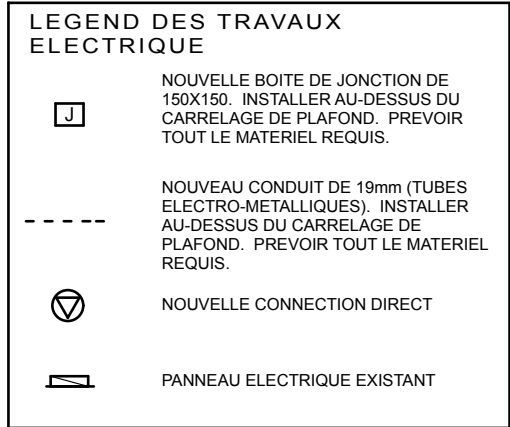 LEGEND DES TRAVAUX
ELECTRIQUE
J
NOUVELLE BOITE DE JONCTION DE
150X150. INSTALLER AU-DESSUS DU
CARRELAGE DE PLAFOND. PREVOIR
TOUT LE MATERIEL REQUIS.
NOUVEAU CONDUIT DE 19mm (TUBES
ELECTRO-METALLIQUES). INSTALLER
AU-DESSUS DU CARRELAGE DE
PLAFOND. PREVOIR TOUT LE MATERIEL
REQUIS.
NOUVELLE CONNECTION DIRECT
PANNEAU ELECTRIQUE EXISTANT